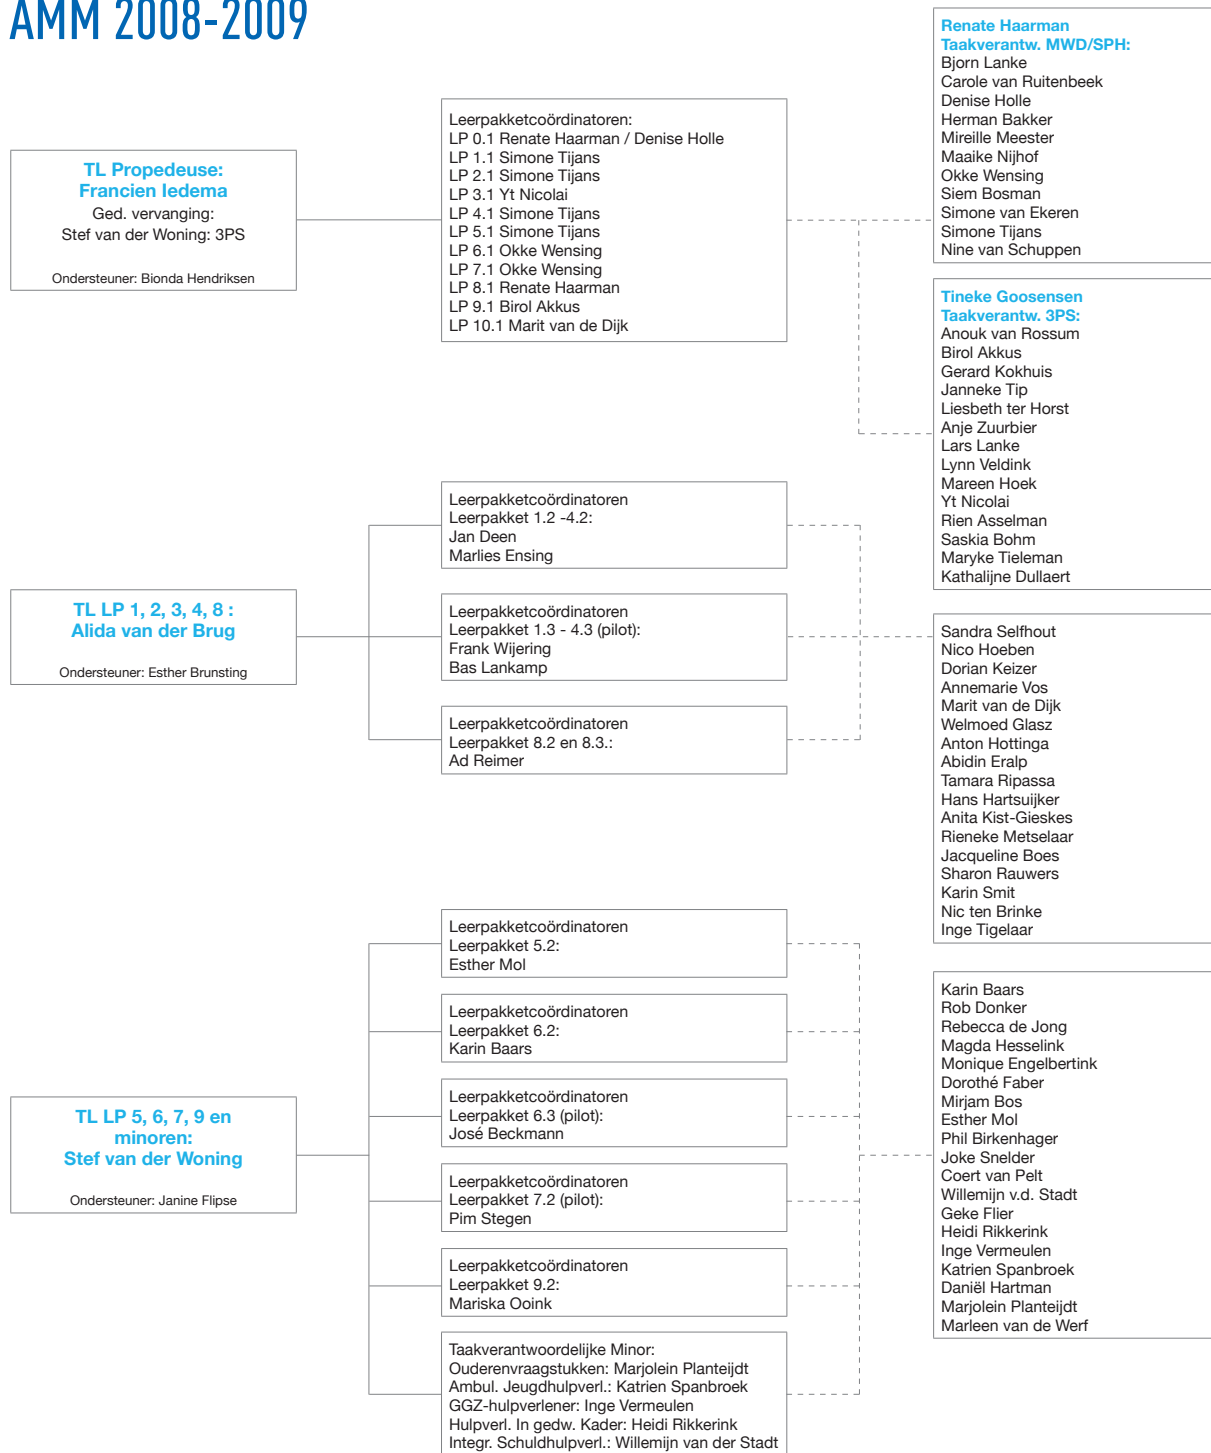 AMM 2008-2009
TL Propedeuse:
Francien Iedema
Ged. vervanging:
Stef van der Woning: 3PS
Ondersteuner: Bionda Hendriksen
Leerpakketcoördinatoren:
LP 0.1 Renate Haarman / Denise Holle
LP 1.1 Simone Tijans
LP 2.1 Simone Tijans
LP 3.1 Yt Nicolai
LP 4.1 Simone Tijans
LP 5.1 Simone Tijans
LP 6.1 Okke Wensing
LP 7.1 Okke Wensing
LP 8.1 Renate Haarman
LP 9.1 Birol Akkus
LP 10.1 Marit van de Dijk
Renate Haarman
Taakverantw. MWD/SPH:
Bjorn Lanke
Carole van Ruitenbeek
Denise Holle
Herman Bakker
Mireille Meester
Maaike Nijhof
Okke Wensing
Siem Bosman
Simone van Ekeren
Simone Tijans
Nine van Schuppen
Tineke Goosensen
Taakverantw. 3PS:
Anouk van Rossum
Birol Akkus
Gerard Kokhuis
Janneke Tip
Liesbeth ter Horst
Anje Zuurbier
Lars Lanke
Lynn Veldink
Mareen Hoek
Yt Nicolai
Rien Asselman
Saskia Bohm
Maryke Tieleman
Kathalijne Dullaert
TL LP 1, 2, 3, 4, 8 :
Alida van der Brug
Ondersteuner: Esther Brunsting
Leerpakketcoördinatoren
Leerpakket 1.2 -4.2:
Jan Deen
Marlies Ensing
Leerpakketcoördinatoren
Leerpakket 1.3 - 4.3 (pilot):
Frank Wijering
Bas Lankamp
Leerpakketcoördinatoren
Leerpakket 8.2 en 8.3.:
Ad Reimer
Sandra Selfhout
Nico Hoeben
Dorian Keizer
Annemarie Vos
Marit van de Dijk
Welmoed Glasz
Anton Hottinga
Abidin Eralp
Tamara Ripassa
Hans Hartsuijker
Anita Kist-Gieskes
Rieneke Metselaar
Jacqueline Boes
Sharon Rauwers
Karin Smit
Nic ten Brinke
Inge Tigelaar
TL LP 5, 6, 7, 9 en
minoren:
Stef van der Woning
Ondersteuner: Janine Flipse
Leerpakketcoördinatoren
Leerpakket 5.2:
Esther Mol
Leerpakketcoördinatoren
Leerpakket 6.2:
Karin Baars
Leerpakketcoördinatoren
Leerpakket 6.3 (pilot):
José Beckmann
Leerpakketcoördinatoren
Leerpakket 7.2 (pilot):
Pim Stegen
Leerpakketcoördinatoren
Leerpakket 9.2:
Mariska Ooink
Taakverantwoordelijke Minor:
Ouderenvraagstukken: Marjolein Planteijdt
Ambul. Jeugdhulpverl.: Katrien Spanbroek
GGZ-hulpverlener: Inge Vermeulen
Hulpverl. In gedw. Kader: Heidi Rikkerink
Integr. Schuldhulpverl.: Willemijn van der Stadt
Karin Baars
Rob Donker
Rebecca de Jong
Magda Hesselink
Monique Engelbertink
Dorothé Faber
Mirjam Bos
Esther Mol
Phil Birkenhager
Joke Snelder
Coert van Pelt
Willemijn v.d. Stadt
Geke Flier
Heidi Rikkerink
Inge Vermeulen
Katrien Spanbroek
Daniël Hartman
Marjolein Planteijdt
Marleen van de Werf